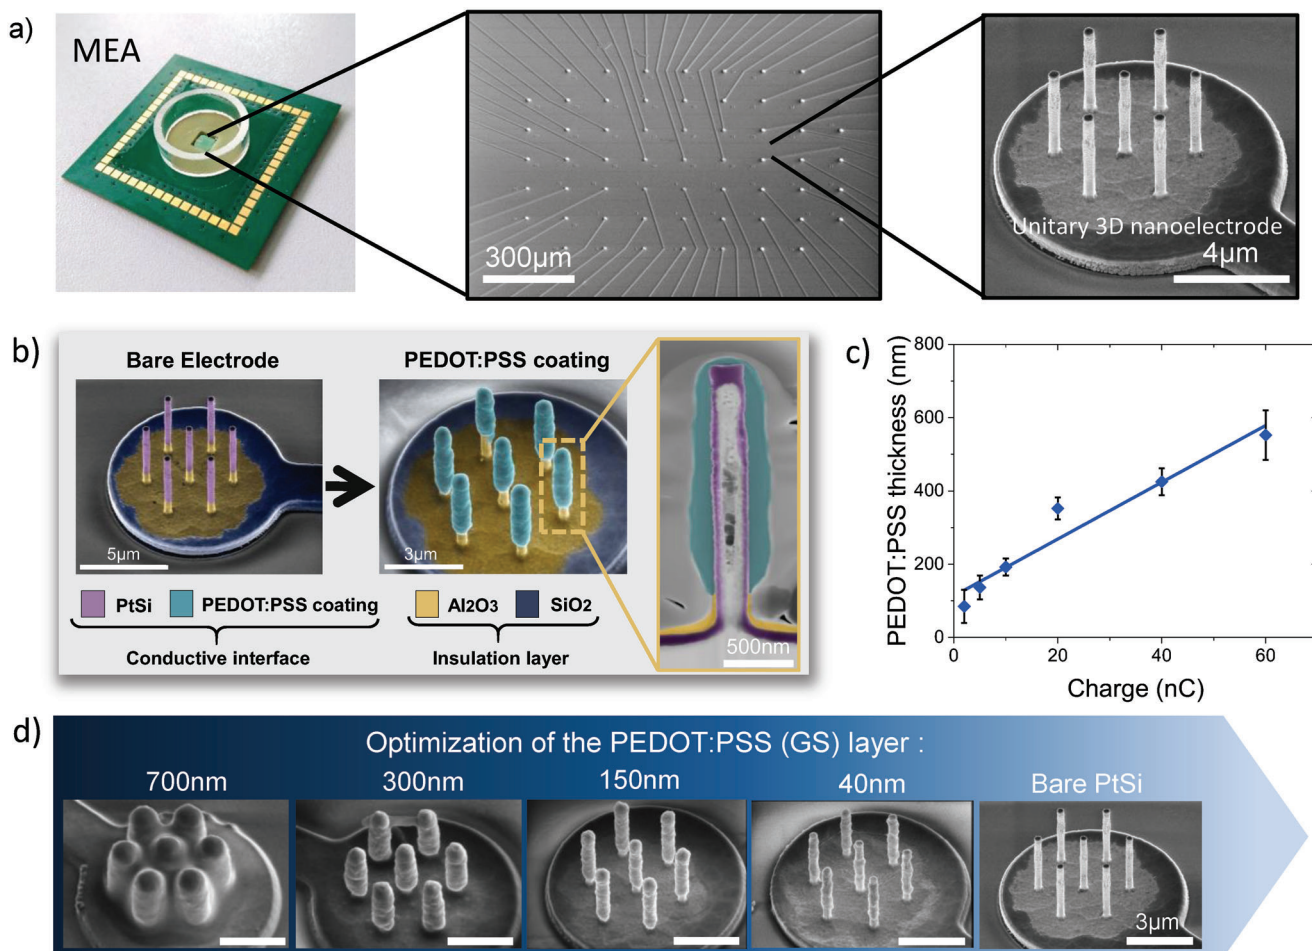 a)
MEA
300µm
Unitary 3D nanoelectrode
4µm
b)
Bare Electrode
PEDOT:PSS coating
5µm
3µm
500nm
PtSi
PEDOT:PSS coating
Al2O3
SiO2
Conductive interface
Insulation layer
c)
PEDOT:PSS thickness (nm)
800
600
400
200
0
0
20
40
60
Charge (nC)
d)
Optimization of the PEDOT:PSS (GS) layer :
700nm
300nm
150nm
40nm
Bare PtSi
3µm